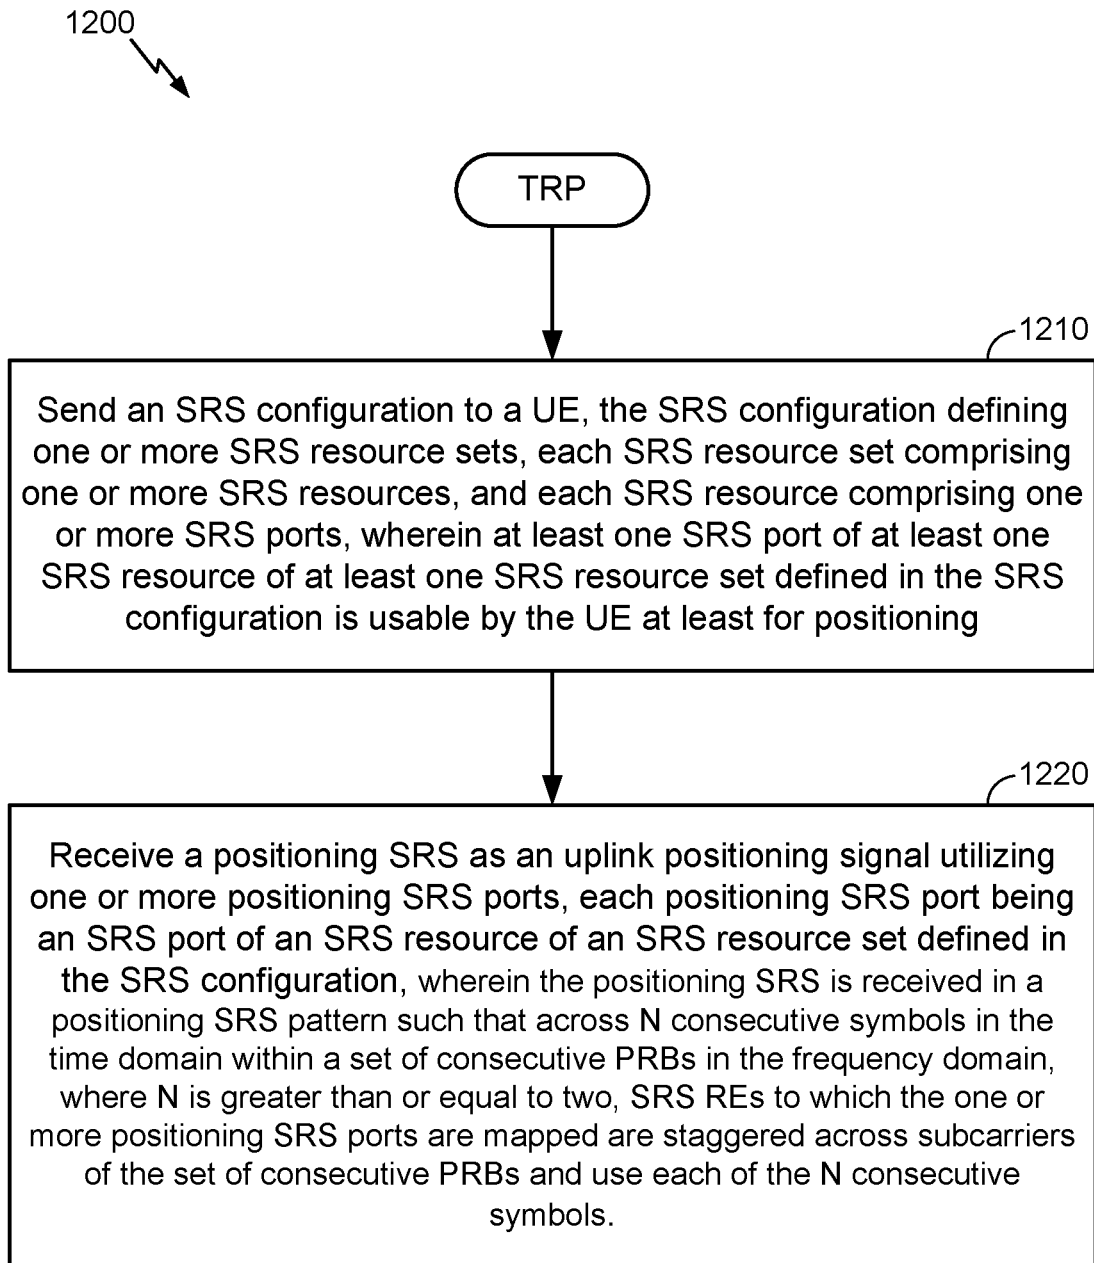 1200
TRP
1210
Send an SRS configuration to a UE, the SRS configuration defining
one or more SRS resource sets, each SRS resource set comprising
one or more SRS resources, and each SRS resource comprising one
or more SRS ports, wherein at least one SRS port of at least one
SRS resource of at least one SRS resource set defined in the SRS
configuration is usable by the UE at least for positioning
1220
Receive a positioning SRS as an uplink positioning signal utilizing
one or more positioning SRS ports, each positioning SRS port being
an SRS port of an SRS resource of an SRS resource set defined in
the SRS configuration, wherein the positioning SRS is received in a
positioning SRS pattern such that across N consecutive symbols in the
time domain within a set of consecutive PRBs in the frequency domain,
where N is greater than or equal to two, SRS REs to which the one or
more positioning SRS ports are mapped are staggered across subcarriers
of the set of consecutive PRBs and use each of the N consecutive
symbols.